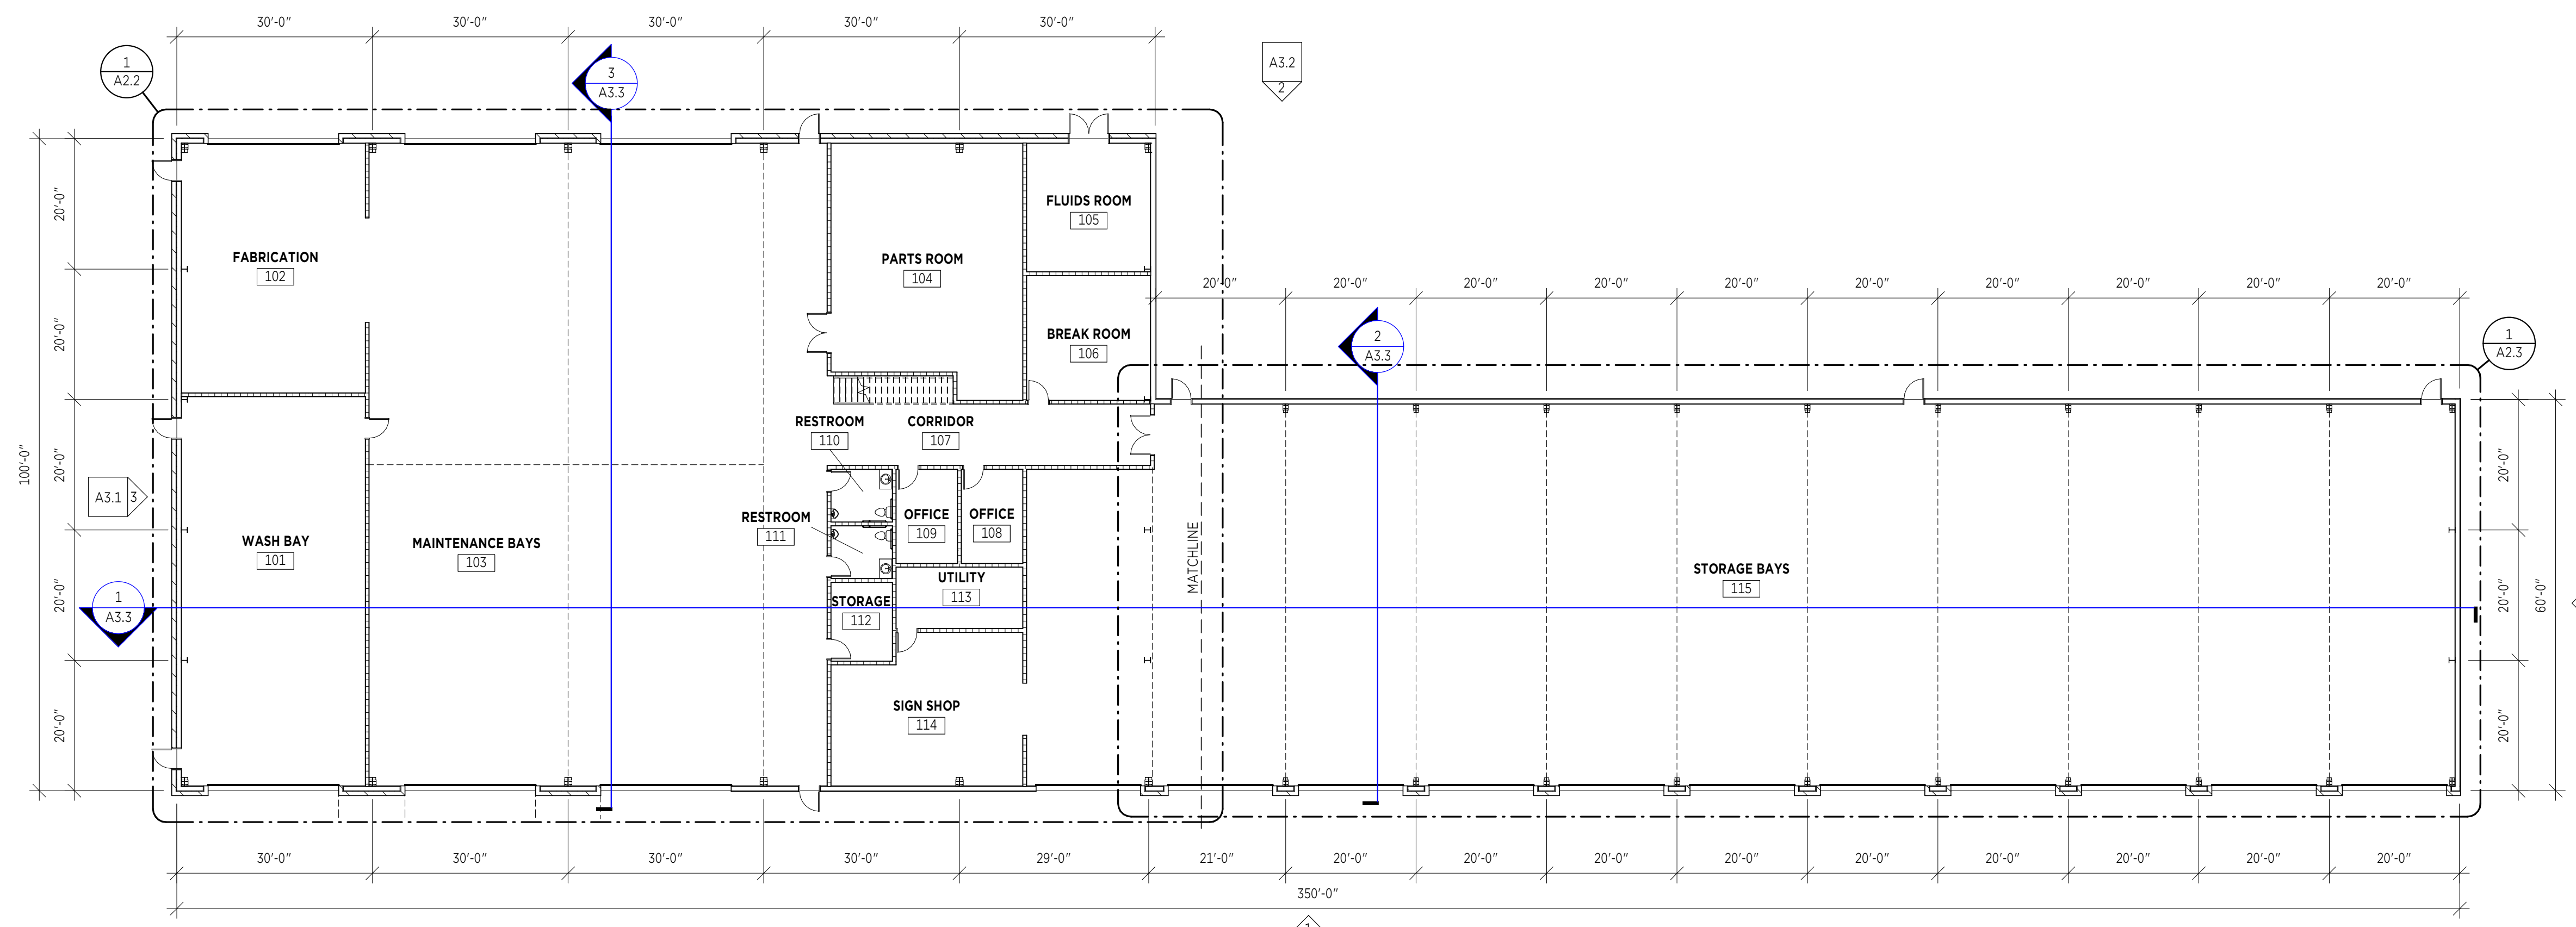 30'-0"
30'-0"
30'-0"
30'-0"
30'-0"
1
A2.2
3
A3.3
A3.2
2
20'-0"
FLUIDS ROOM
105
FABRICATION
102
PARTS ROOM
104
20'-0"
20'-0"
20'-0"
20'-0"
20'-0"
20'-0"
20'-0"
20'-0"
20'-0"
20'-0"
20'-0"
BREAK ROOM
106
2
A3.3
1
A2.3
RESTROOM
110
CORRIDOR
107
100'-0"
20'-0"
20'-0"
A3.1
3
RESTROOM
111
OFFICE
109
OFFICE
108
WASH BAY
101
MAINTENANCE BAYS
103
MATCHLINE
STORAGE BAYS
115
UTILITY
113
1
A3.3
20'-0"
STORAGE
112
20'-0"
60'-0"
SIGN SHOP
114
20'-0"
20'-0"
30'-0"
30'-0"
30'-0"
30'-0"
29'-0"
21'-0"
20'-0"
20'-0"
20'-0"
20'-0"
20'-0"
20'-0"
20'-0"
20'-0"
20'-0"
350'-0"
1